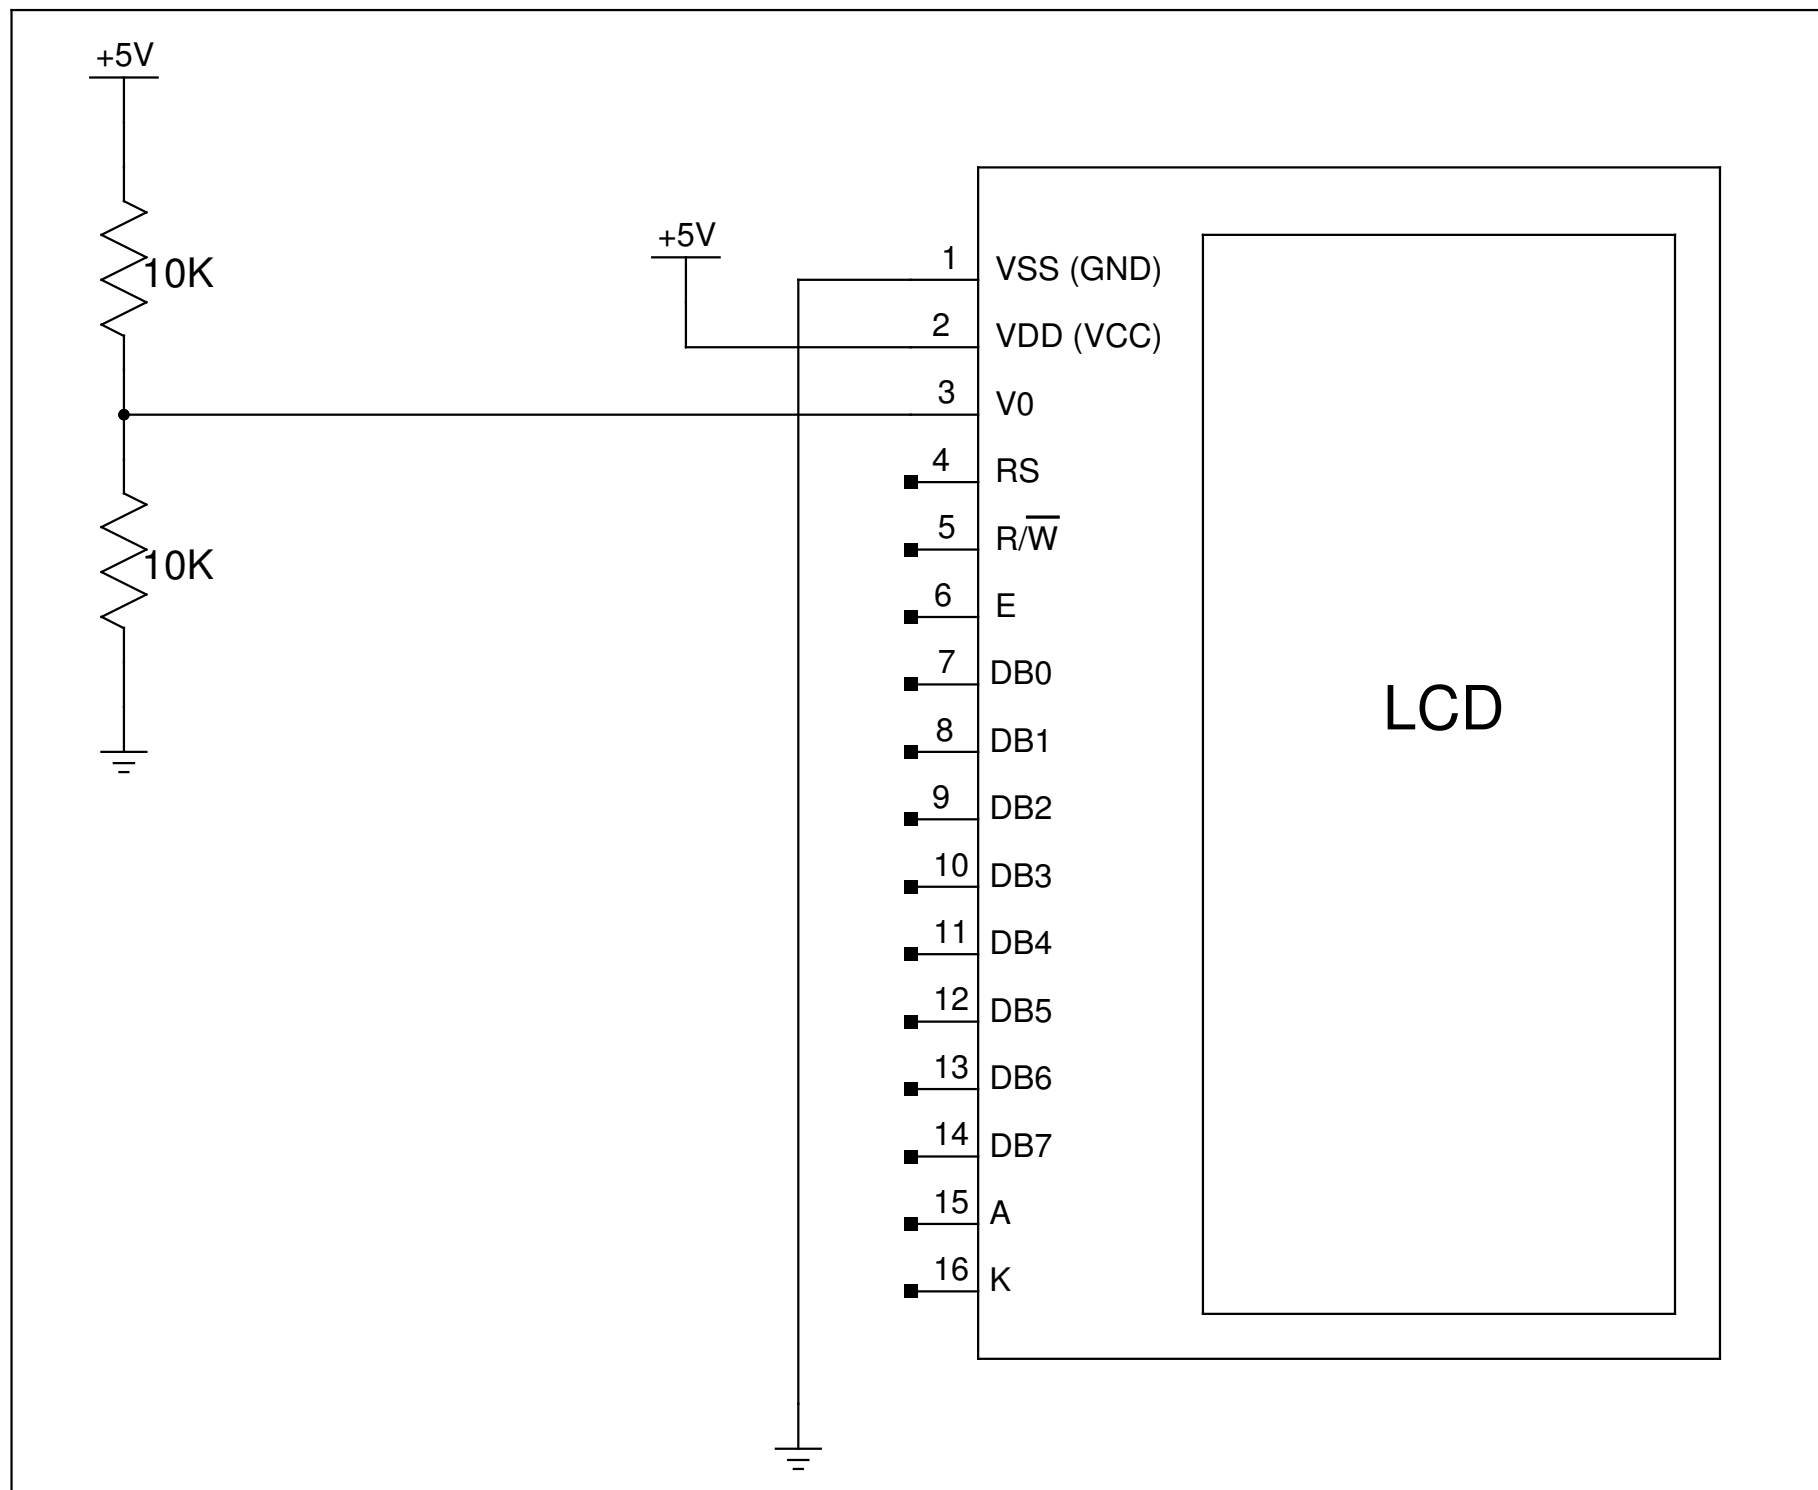 +5V
10K
10K
+5V
1 VSS (GND)
2 VDD (VCC)
3 V0
4 RS
5 R/W̅
6 E
7 DB0
8 DB1
9 DB2
10 DB3
11 DB4
12 DB5
13 DB6
14 DB7
15 A
16 K
LCD